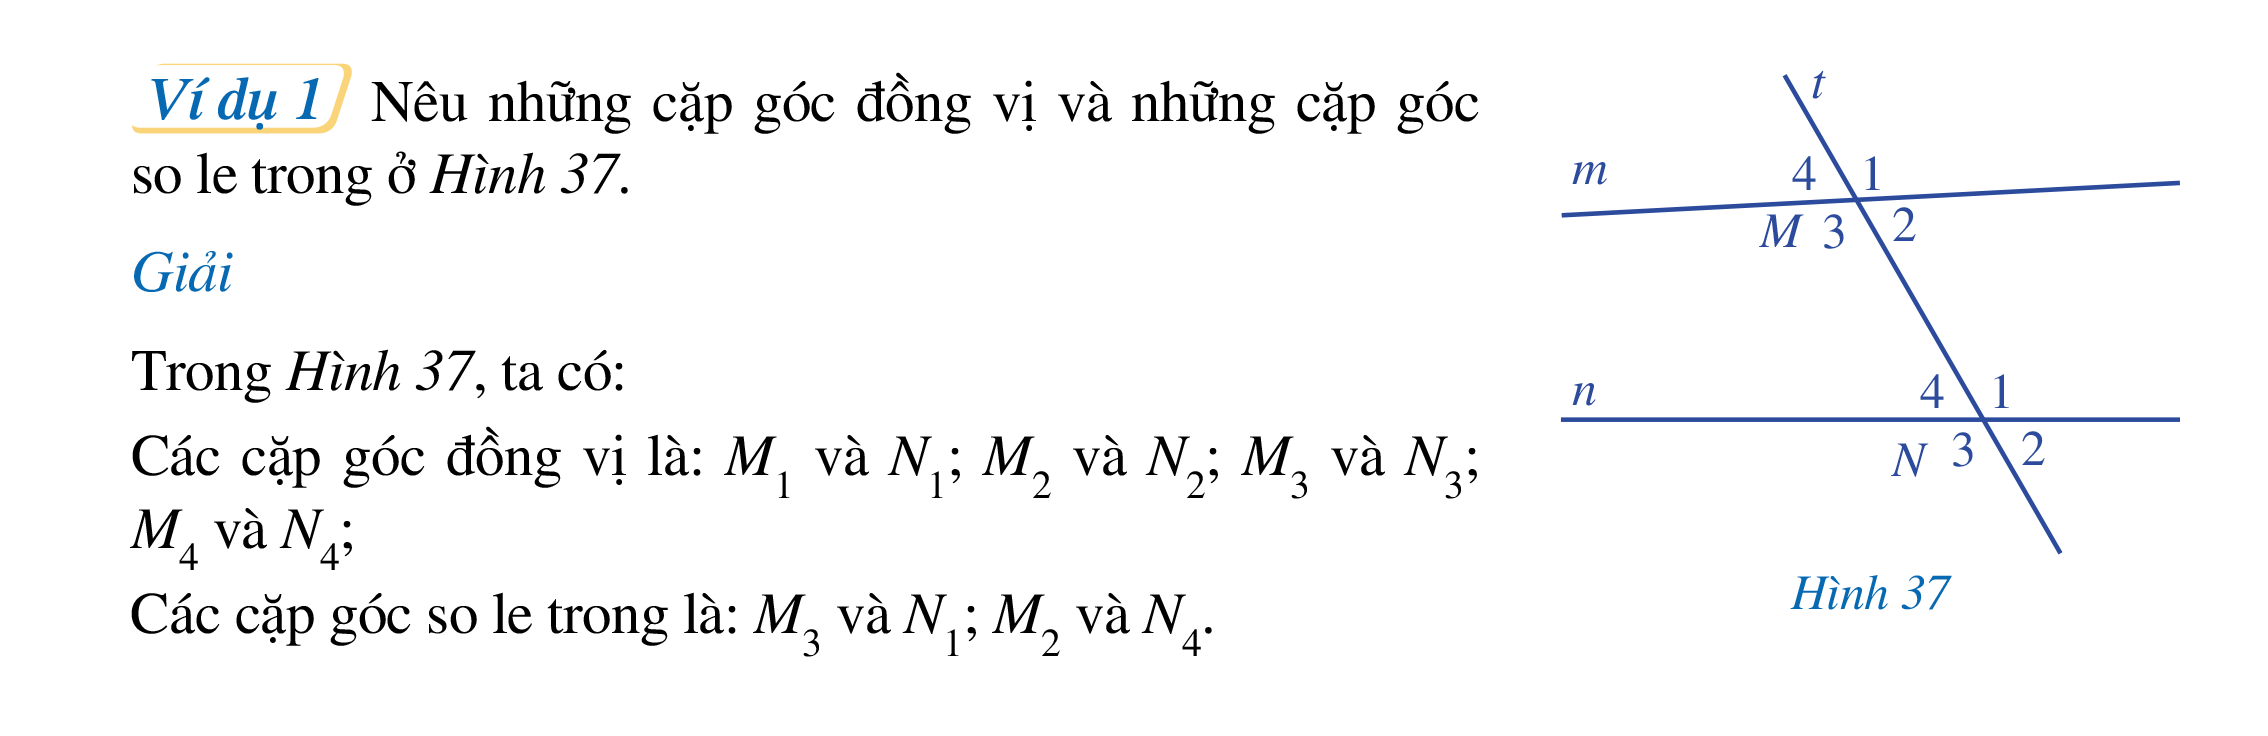 Ví dụ 1 Nêu những cặp góc đồng vị và những cặp góc
so le trong ở Hình 37.
Giải
Trong Hình 37, ta có:
Các cặp góc đồng vị là: M₁ và N₁; M₂ và N₂; M₃ và N₃;
M₄ và N₄;
Các cặp góc so le trong là: M₃ và N₁; M₂ và N₄.
t
m 4 1
M 3 2
n 4 1
N 3 2
Hình 37